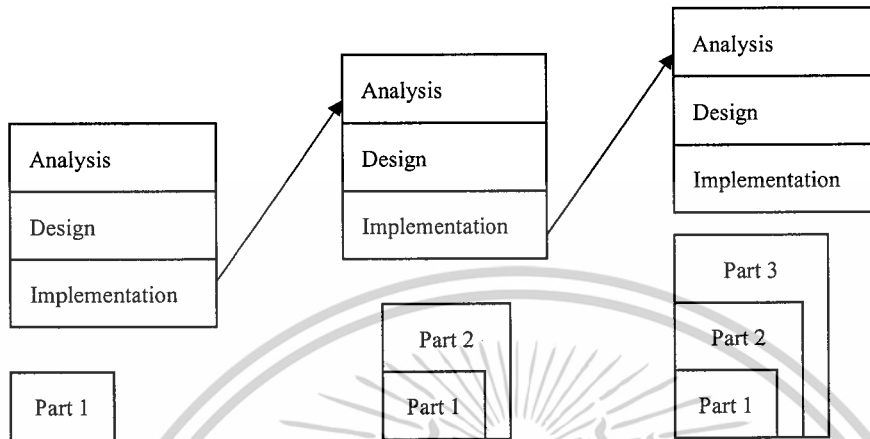 Analysis
Design
Implementation
Part 1
Analysis
Design
Implementation
Part 2
Part 1
Analysis
Design
Implementation
Part 3
Part 2
Part 1